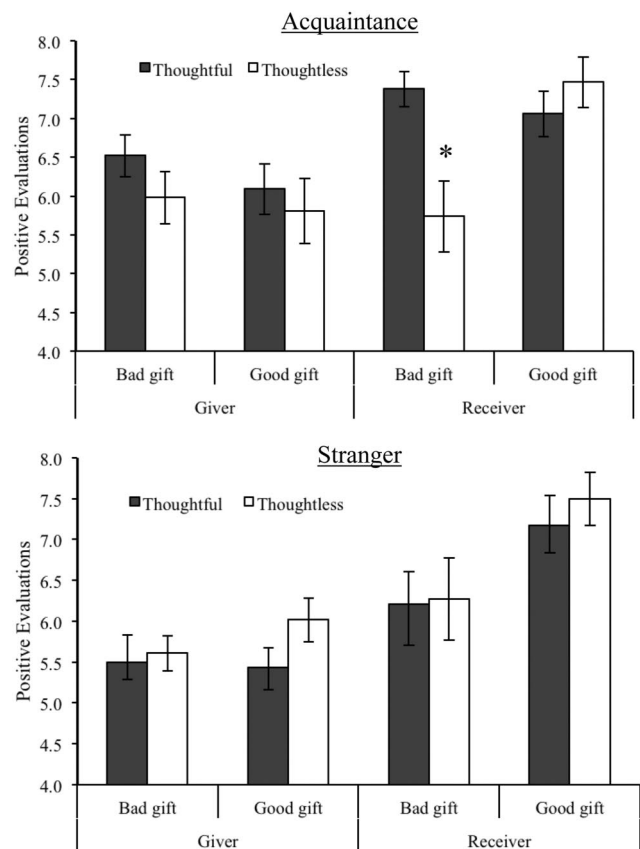 Acquaintance
8.0
7.5
7.0
6.5
6.0
5.5
5.0
4.5
4.0
Positive Evaluations
Thoughtful Thoughtless
*
Bad gift Good gift Bad gift Good gift
Giver Receiver
Stranger
8.0
7.5
7.0
6.5
6.0
5.5
5.0
4.5
4.0
Positive Evaluations
Thoughtful Thoughtless
Bad gift Good gift Bad gift Good gift
Giver Receiver